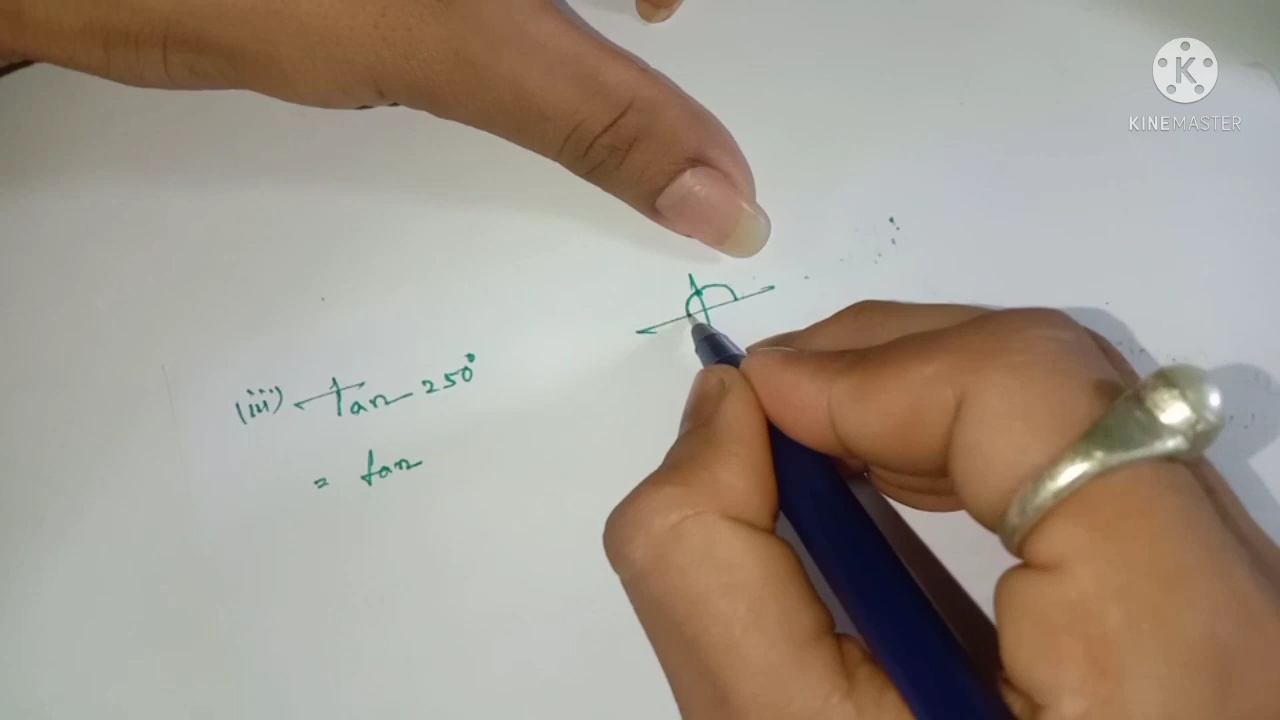 K
KINEMASTER
(iii) tan 250°
= tan